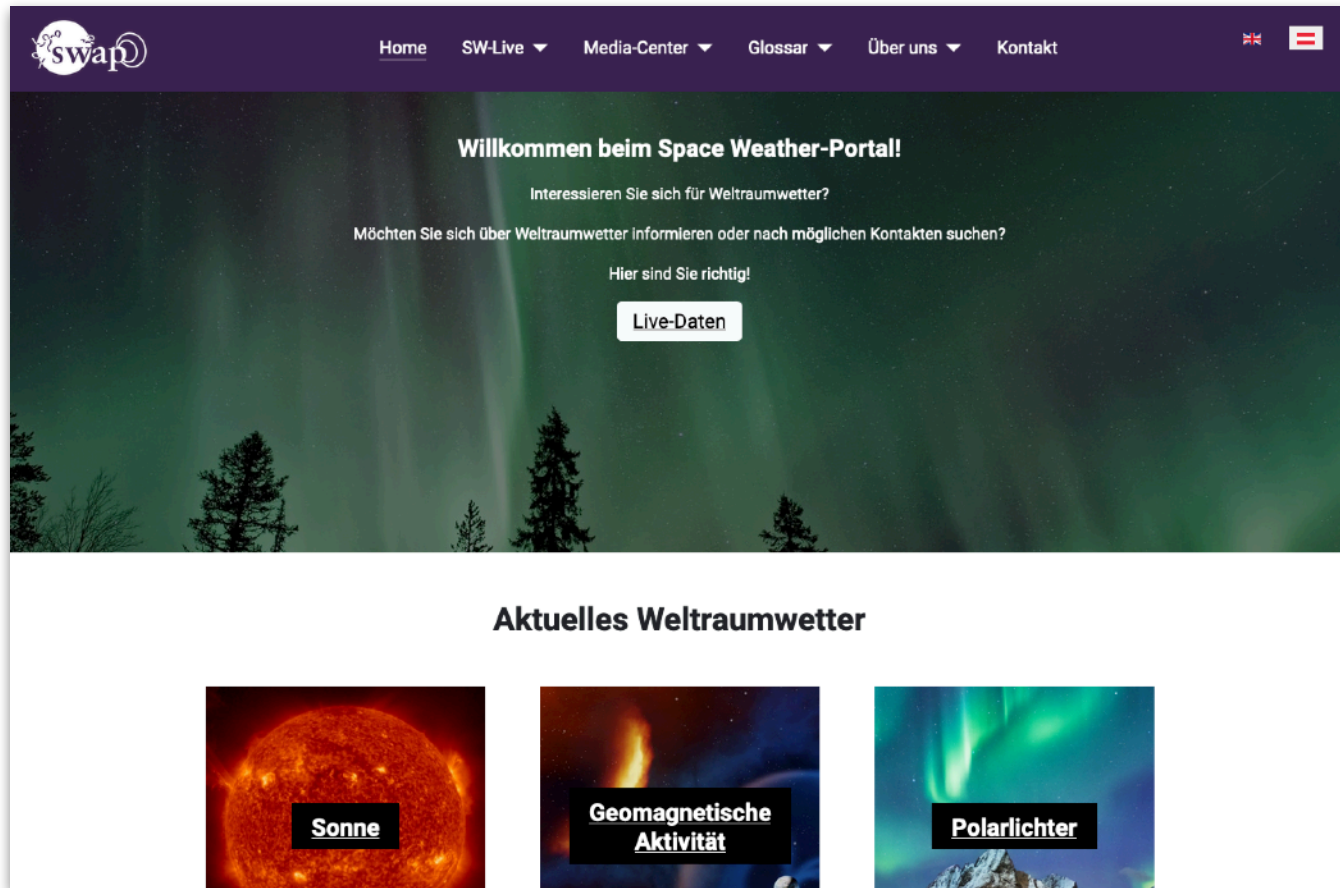 swap
Home SW-Live Media-Center Glossar Über uns Kontakt
Willkommen beim Space Weather-Portal!
Interessieren Sie sich für Weltraumwetter?
Möchten Sie sich über Weltraumwetter informieren oder nach möglichen Kontakten suchen?
Hier sind Sie richtig!
Live-Daten
Aktuelles Weltraumwetter
Sonne
Geomagnetische
Aktivität
Polarlichter